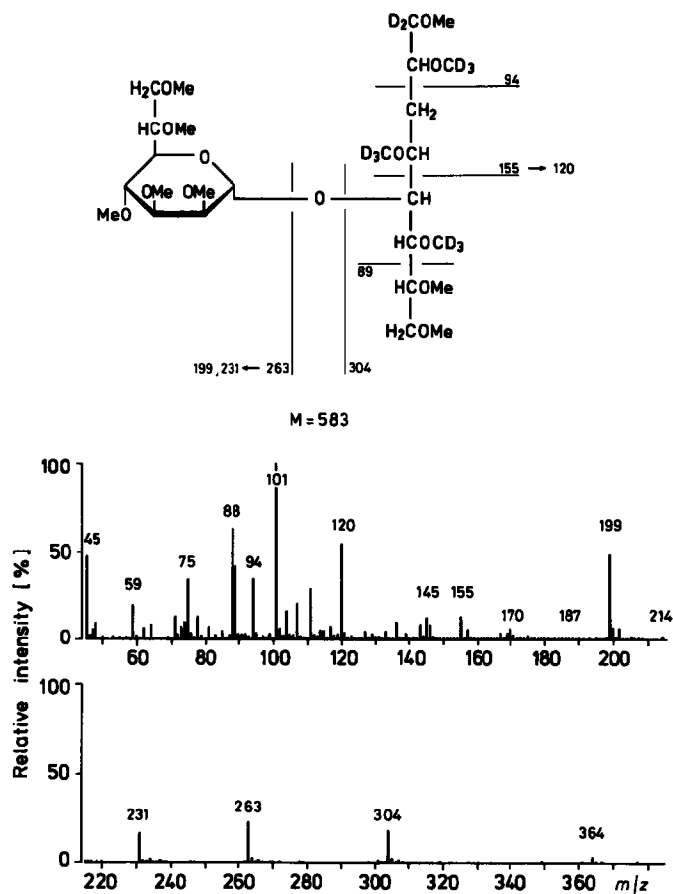 D₂COMe
CHOCD₃
94
H₂COMe
CH₂
HCOMe
O
D₃COCH
155 → 120
OMe OMe
O
CH
MeO
HCOCD₃
89
HCOMe
H₂COMe
199, 231 ← 263
304
M = 583
Relative intensity [%]
100
50
0
45
59
75
88
94
101
120
145
155
170
187
199
214
60 80 100 120 140 160 180 200
100
50
0
231
263
304
364
220 240 260 280 300 320 340 360 m/z